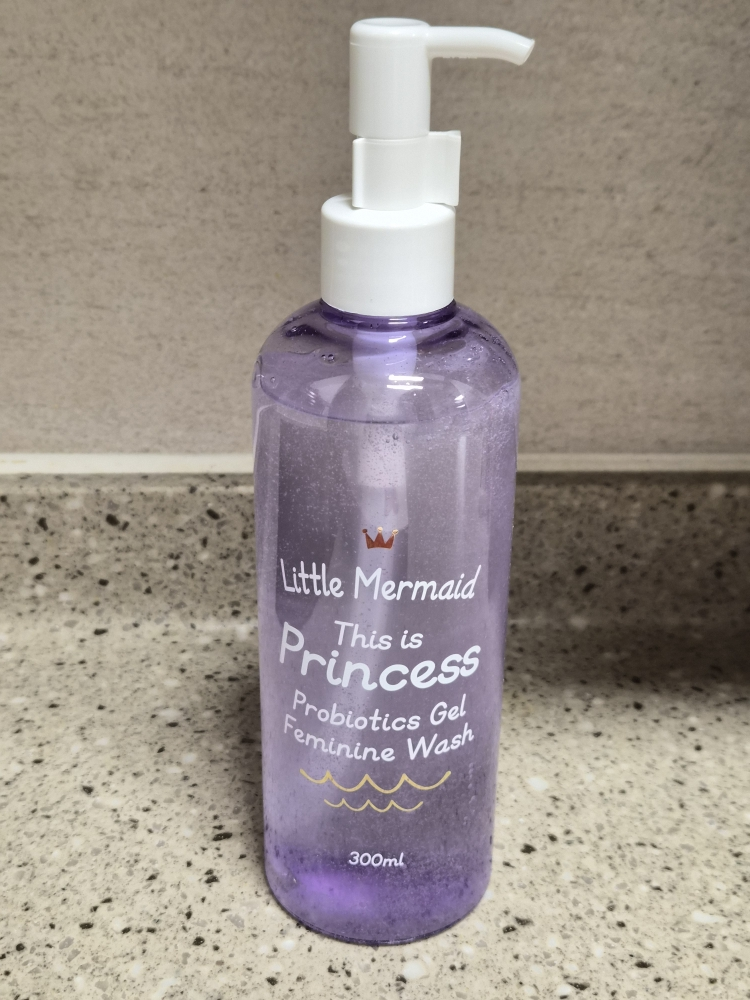 Little Mermaid
This is
Princess
Probiotics Gel
Feminine Wash
300ml